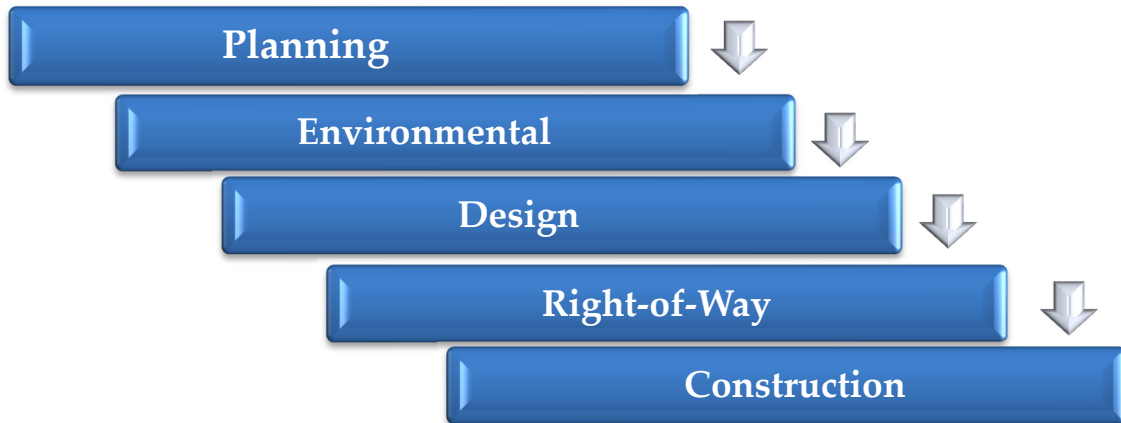 Planning
Environmental
Design
Right-of-Way
Construction